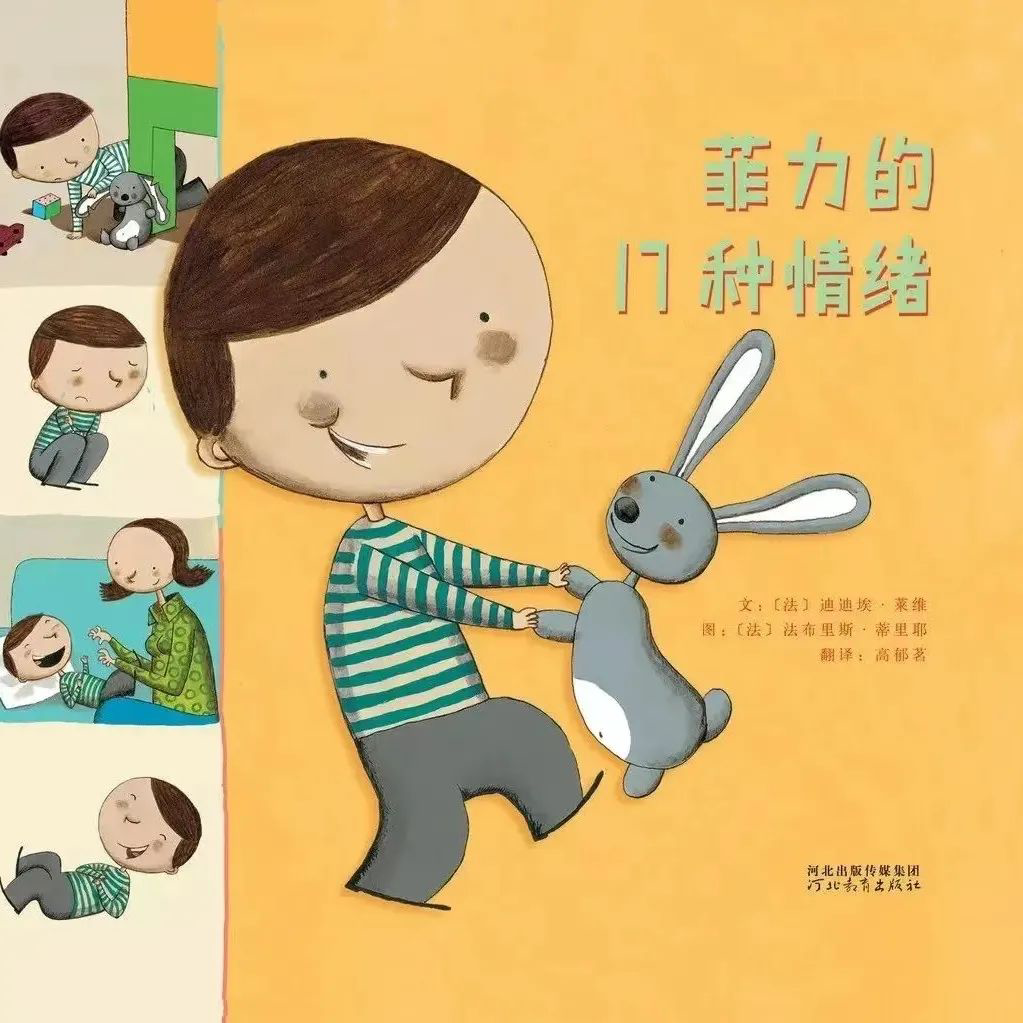 菲力的
17种情绪
文：〔法〕迪迪埃·莱维
图：〔法〕法布里斯·蒂里耶
翻译：高郁茗
河北出版传媒集团
河北教育出版社